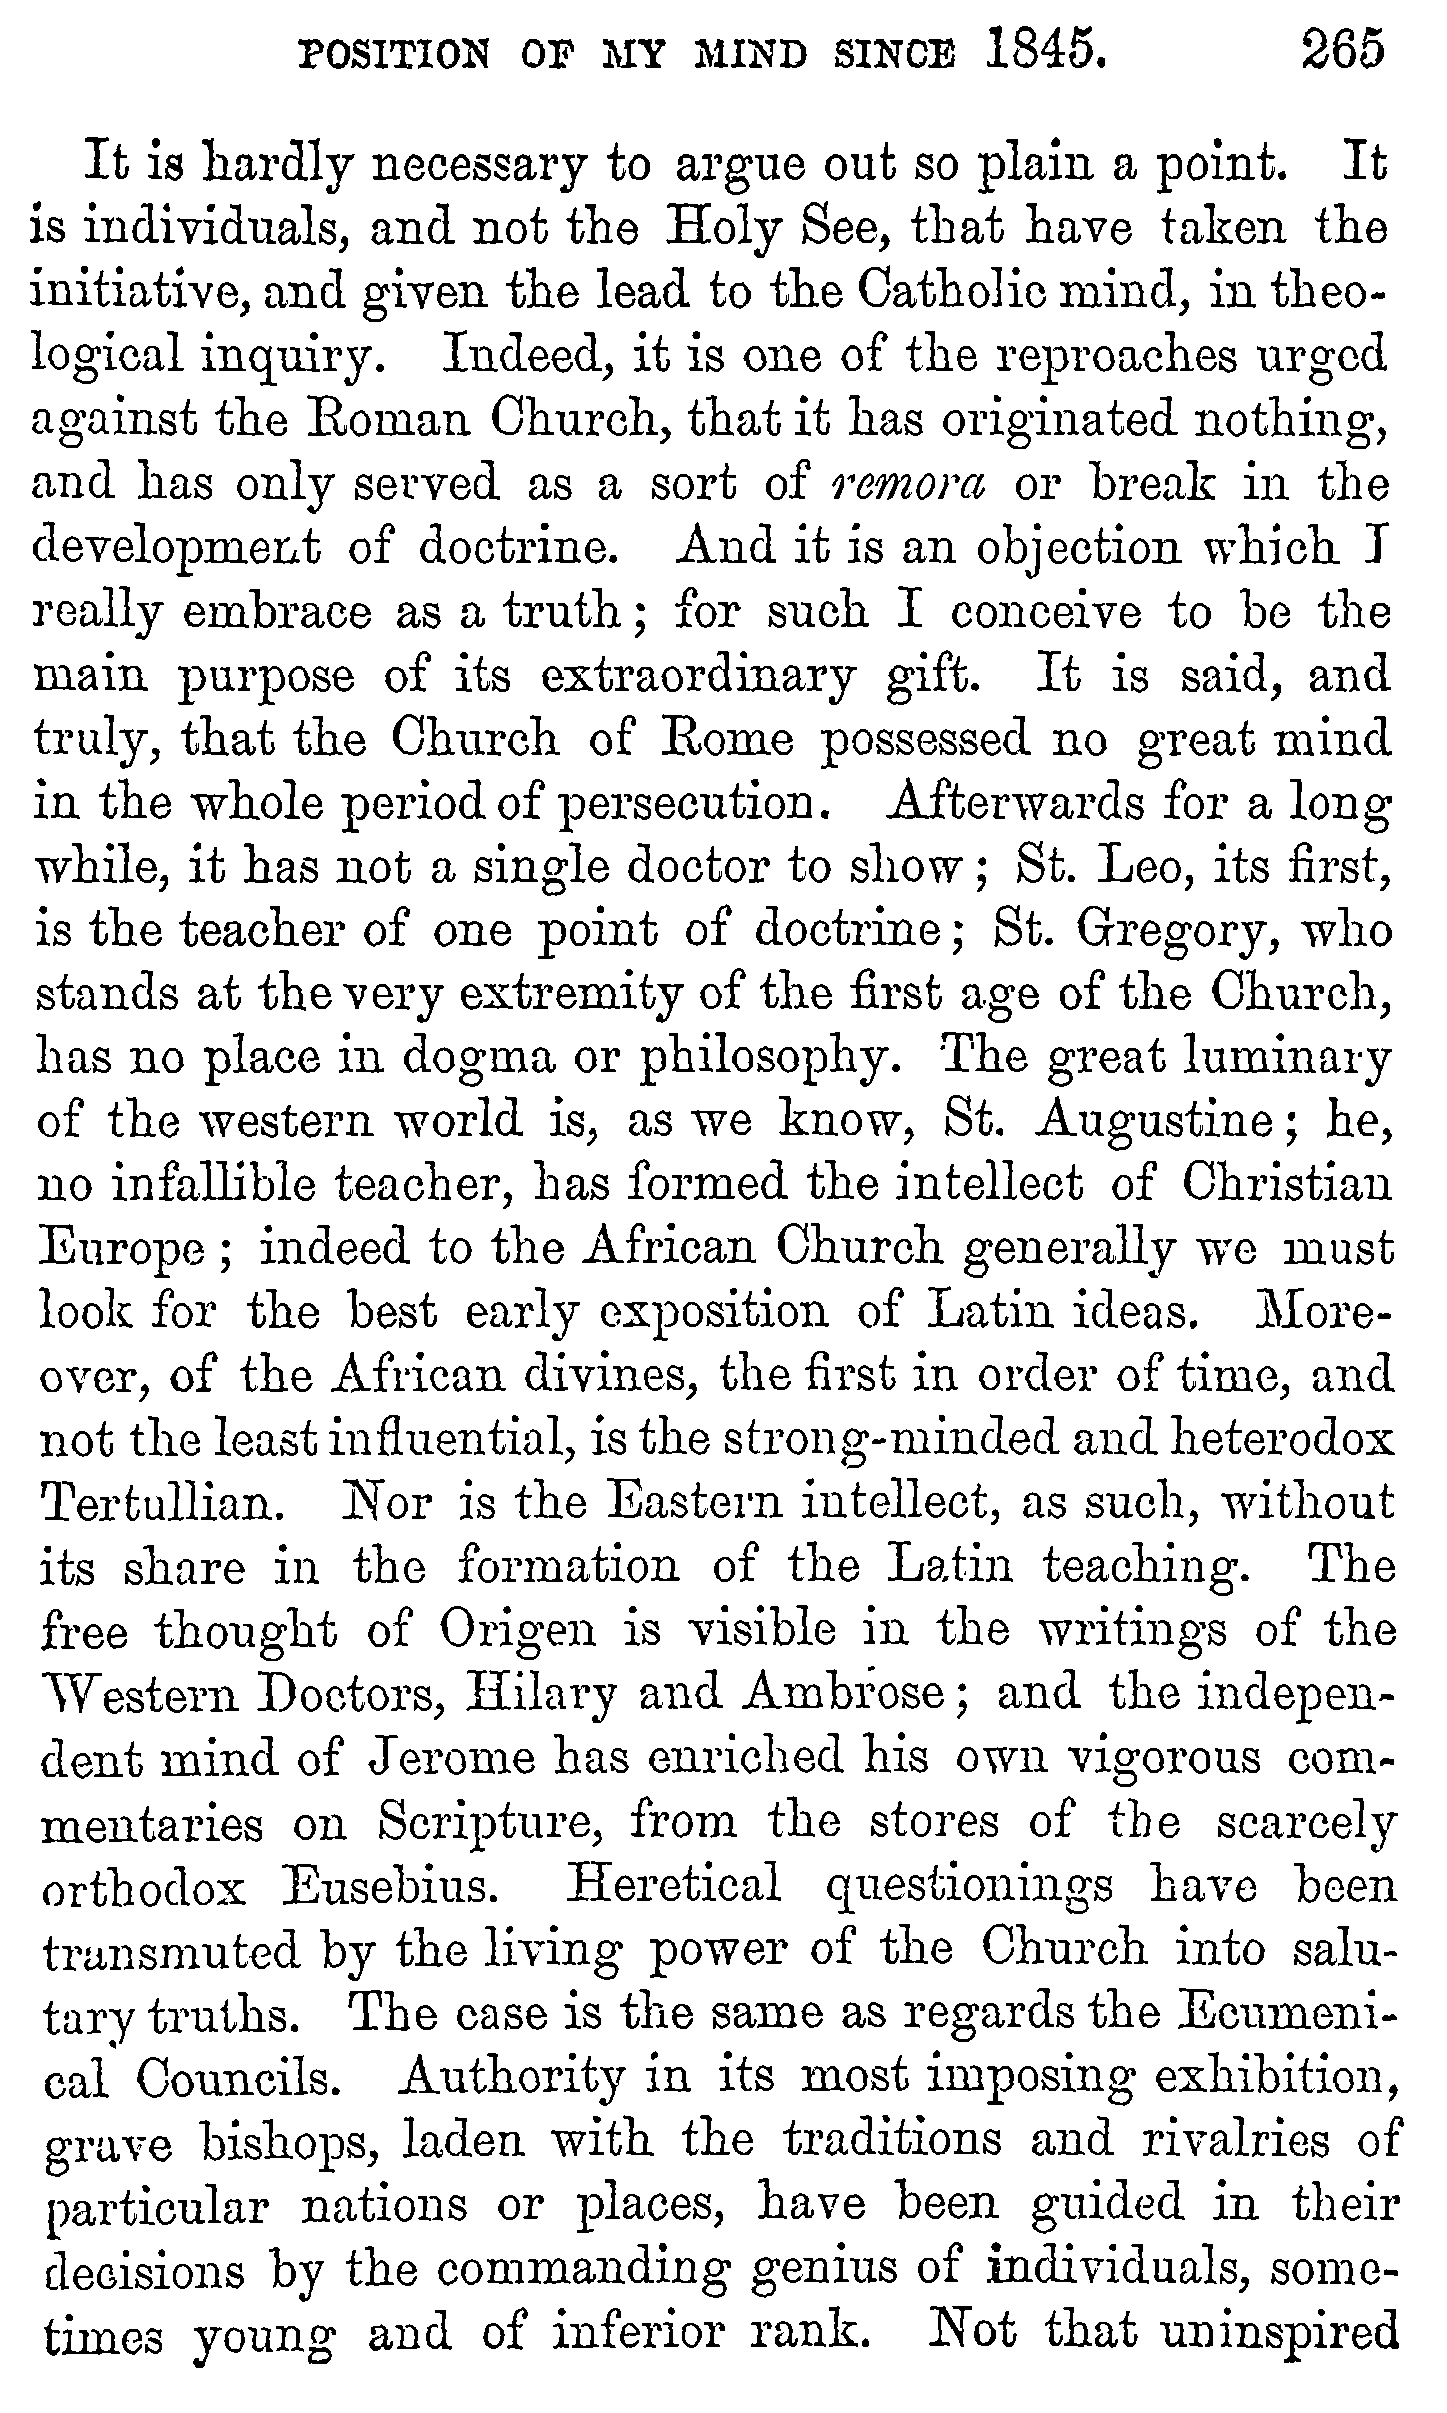 POSITION OF MY MIND SINCE 1845. 265
It is hardly necessary to argue out so plain a point. It
is individuals, and not the Holy See, that have taken the
initiative, and given the lead to the Catholic mind, in theo-
logical inquiry. Indeed, it is one of the reproaches urged
against the Roman Church, that it has originated nothing,
and has only served as a sort of remora or break in the
development of doctrine. And it is an objection which I
really embrace as a truth; for such I conceive to be the
main purpose of its extraordinary gift. It is said, and
truly, that the Church of Rome possessed no great mind
in the whole period of persecution. Afterwards for a long
while, it has not a single doctor to show; St. Leo, its first,
is the teacher of one point of doctrine; St. Gregory, who
stands at the very extremity of the first age of the Church,
has no place in dogma or philosophy. The great luminary
of the western world is, as we know, St. Augustine; he,
no infallible teacher, has formed the intellect of Christian
Europe; indeed to the African Church generally we must
look for the best early exposition of Latin ideas. More-
over, of the African divines, the first in order of time, and
not the least influential, is the strong-minded and heterodox
Tertullian. Nor is the Eastern intellect, as such, without
its share in the formation of the Latin teaching. The
free thought of Origen is visible in the writings of the
Western Doctors, Hilary and Ambrose; and the indepen-
dent mind of Jerome has enriched his own vigorous com-
mentaries on Scripture, from the stores of the scarcely
orthodox Eusebius. Heretical questionings have been
transmuted by the living power of the Church into salu-
tary truths. The case is the same as regards the Ecumeni-
cal Councils. Authority in its most imposing exhibition,
grave bishops, laden with the traditions and rivalries of
particular nations or places, have been guided in their
decisions by the commanding genius of individuals, some-
times young and of inferior rank. Not that uninspired